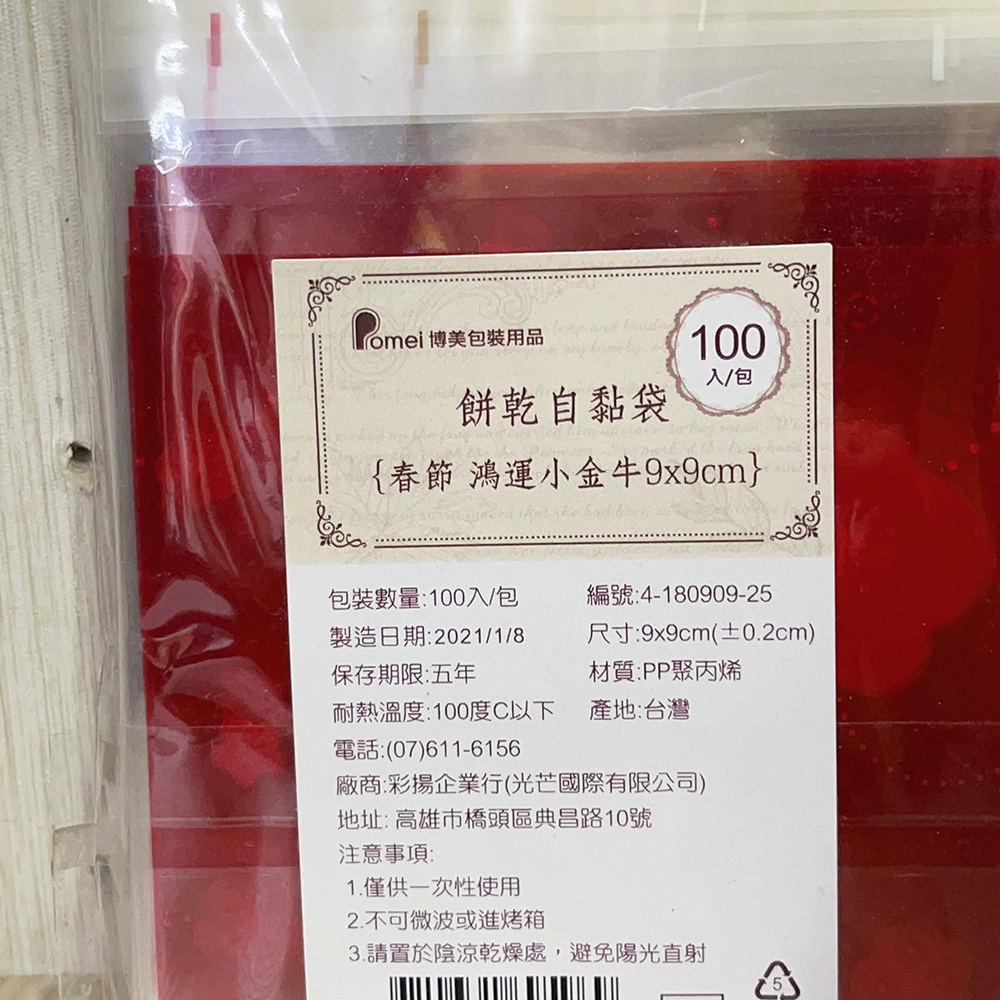 Pomei 博美包裝用品
100
入/包
餅乾自黏袋
{春節 鴻運小金牛9x9cm}
包裝數量:100入/包 編號:4-180909-25
製造日期:2021/1/8 尺寸:9x9cm(±0.2cm)
保存期限:五年 材質:PP聚丙烯
耐熱溫度:100度C以下 產地:台灣
電話:(07)611-6156
廠商:彩揚企業行(光芒國際有限公司)
地址: 高雄市橋頭區典昌路10號
注意事項:
1.僅供一次性使用
2.不可微波或進烤箱
3.請置於陰涼乾燥處，避免陽光直射
5